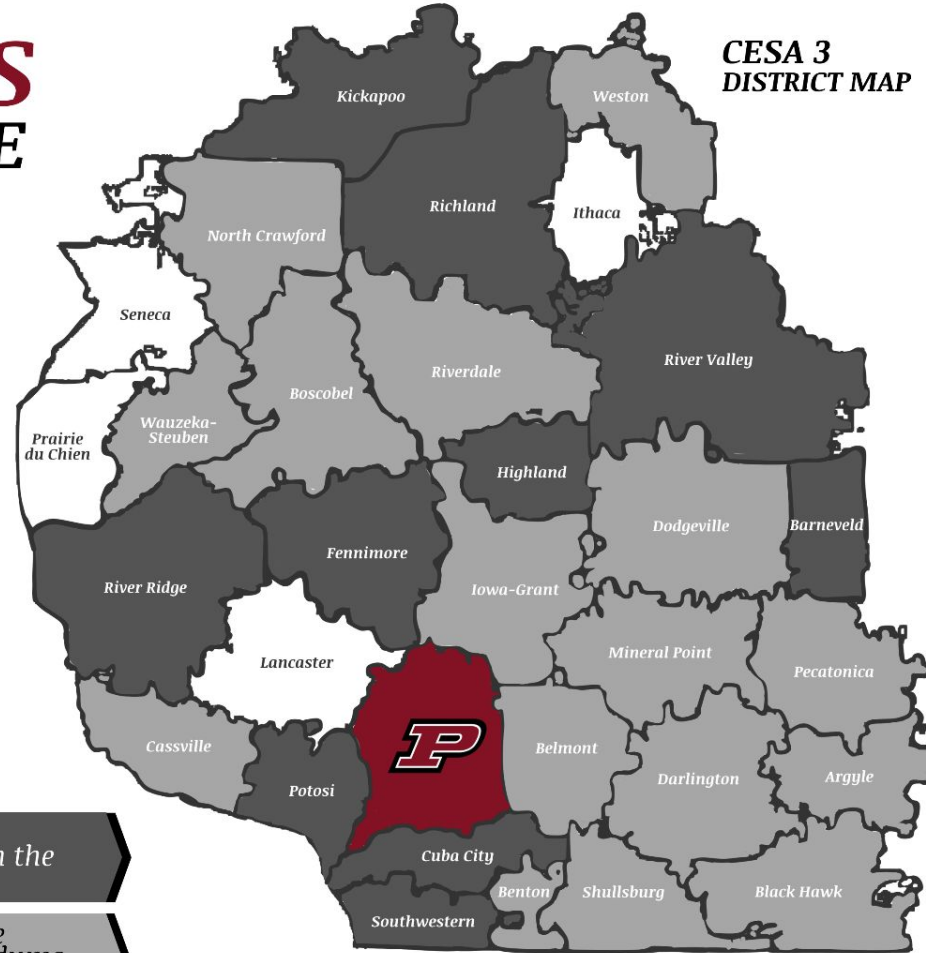 S
E
CESA 3
DISTRICT MAP
Kickapoo
Weston
Richland
Ithaca
North Crawford
Seneca
River Valley
Riverdale
Boscobel
Wauzeka-
Steuben
Prairie
du Chien
Highland
Dodgeville
Barneveld
Fennimore
River Ridge
Iowa-Grant
Mineral Point
Lancaster
Pecatonica
P
Cassville
Belmont
Darlington
Argyle
Potosi
the
Cuba City
Benton
Shullsburg
Black Hawk
Southwestern